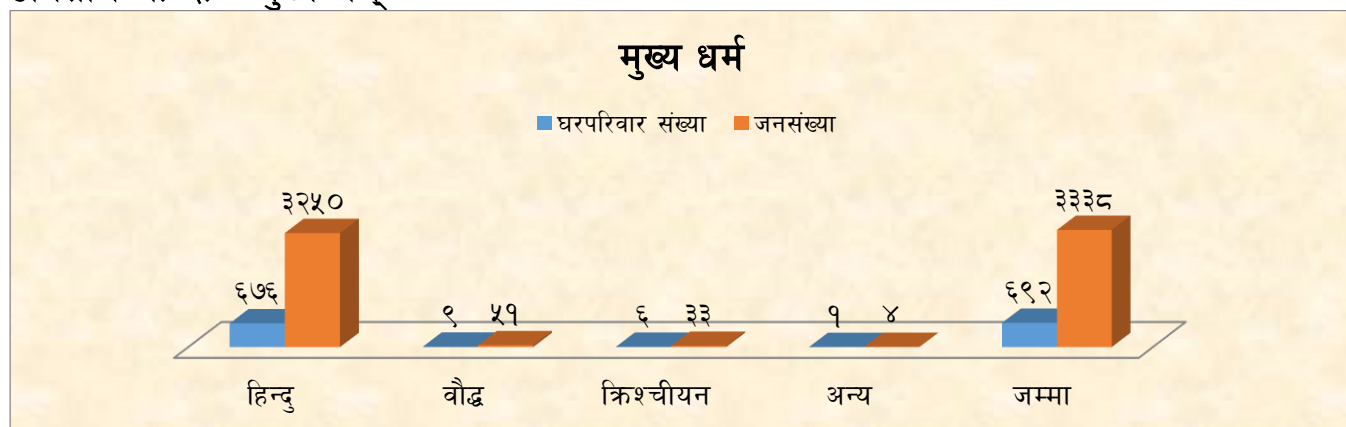 मुख्य धर्म
घरपरिवार संख्या जनसंख्या
३२५० ३३३८
६७६ ९ ५१ ६ ३३ १ ४ ६९२
हिन्दु वौद्ध क्रिश्चीयन अन्य जम्मा